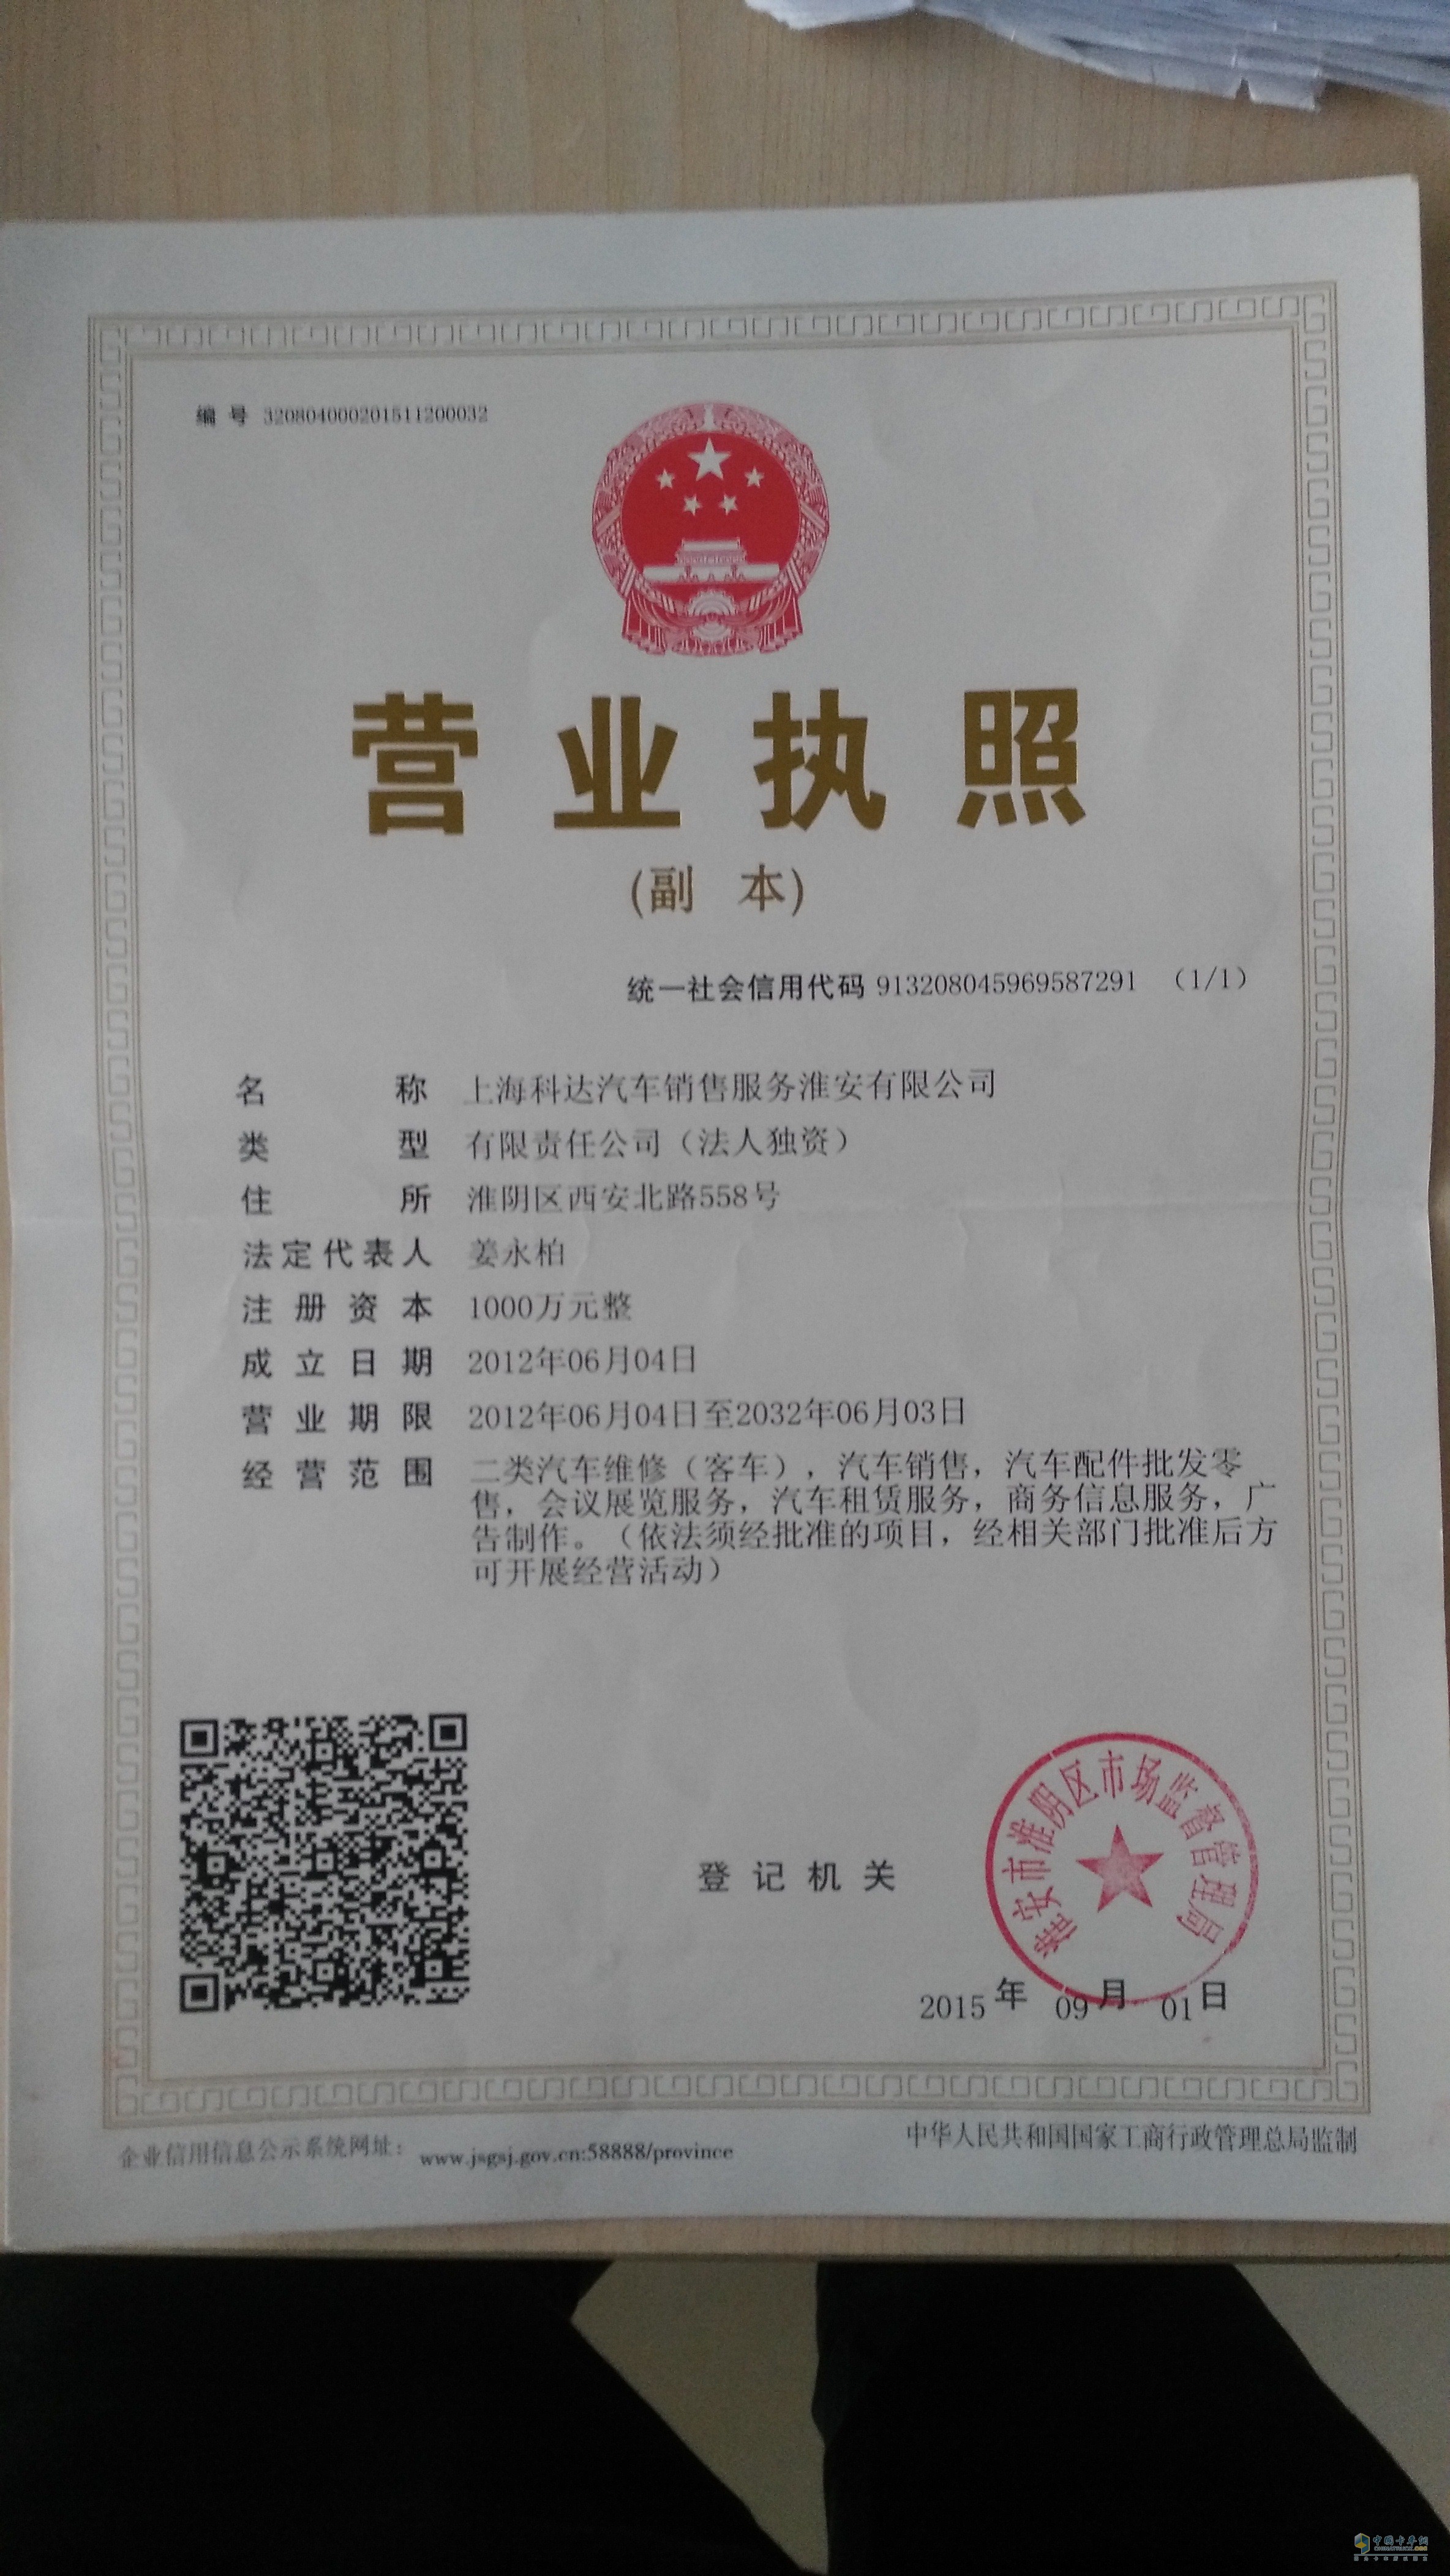 编 号 320804000201511200032
营业执照
(副 本)
统一社会信用代码 913208045969587291 (1/1)
名 称 上海科达汽车销售服务淮安有限公司
类 型 有限责任公司（法人独资）
住 所 淮阴区西安北路558号
法定代表人 姜永柏
注册资本 1000万元整
成立日期 2012年06月04日
营业期限 2012年06月04日至2032年06月03日
经营范围 二类汽车维修（客车），汽车销售，汽车配件批发零
售，会议展览服务，汽车租赁服务，商务信息服务，广
告制作。（依法须经批准的项目，经相关部门批准后方
可开展经营活动）
淮安市淮阴区市场监督管理局
登记机关
2015年 09月 01日
企业信用信息公示系统网址： www.jsgsj.gov.cn:58888/province
中华人民共和国国家工商行政管理总局监制
中国卡车网
CHINATRUCK.ORG